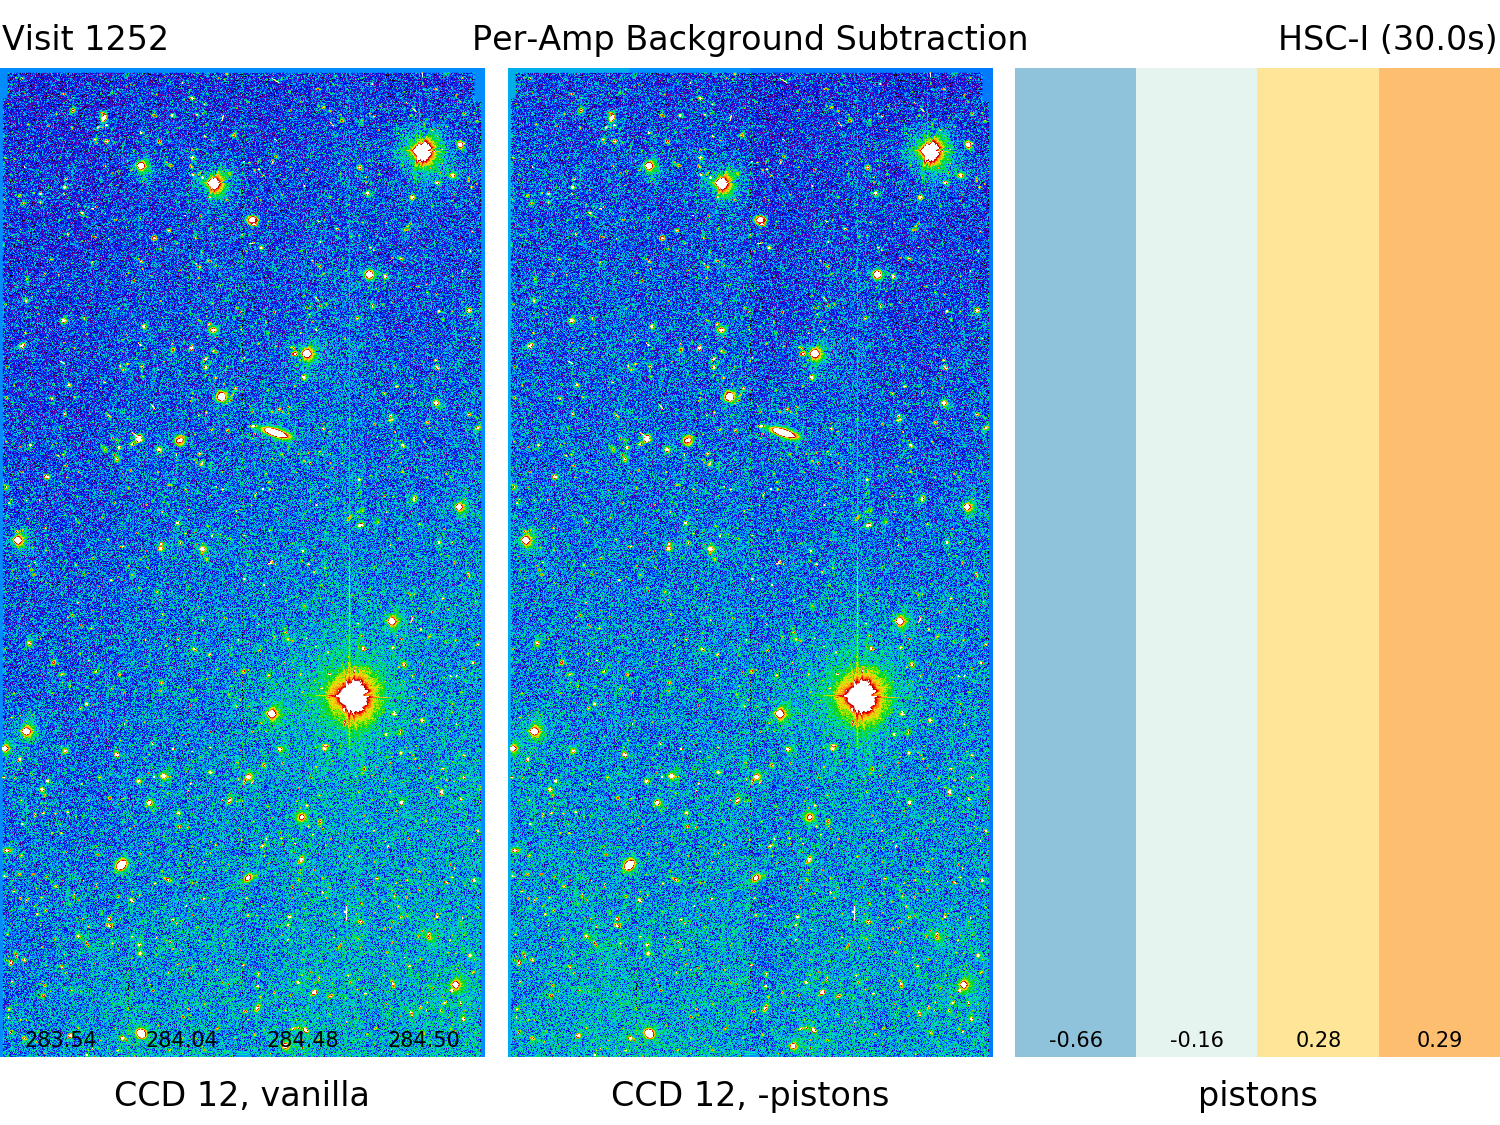 Visit 1252 Per-Amp Background Subtraction HSC-I (30.0s)
283.54 284.04 284.48 284.50 -0.66 -0.16 0.28 0.29
CCD 12, vanilla CCD 12, -pistons pistons